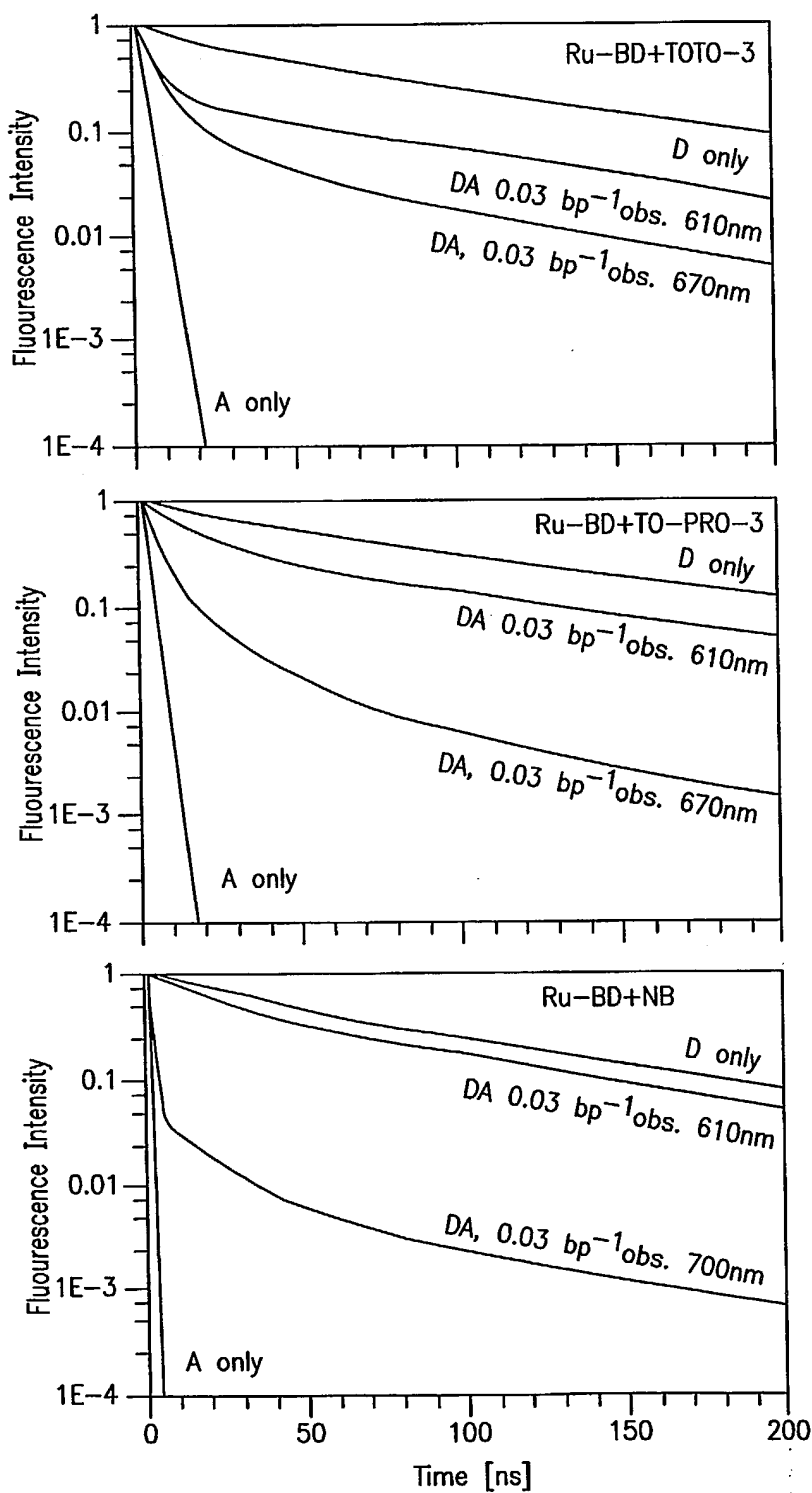 Fluourescence Intensity
1
0.1
0.01
1E-3
1E-4
Ru-BD+TOTO-3
D only
DA 0.03 bp⁻¹obs. 610nm
DA, 0.03 bp⁻¹obs. 670nm
A only
Fluourescence Intensity
1
0.1
0.01
1E-3
1E-4
Ru-BD+TO-PRO-3
D only
DA 0.03 bp⁻¹obs. 610nm
DA, 0.03 bp⁻¹obs. 670nm
A only
Fluourescence Intensity
1
0.1
0.01
1E-3
1E-4
Ru-BD+NB
D only
DA 0.03 bp⁻¹obs. 610nm
DA, 0.03 bp⁻¹obs. 700nm
A only
0 50 100 150 200
Time [ns]